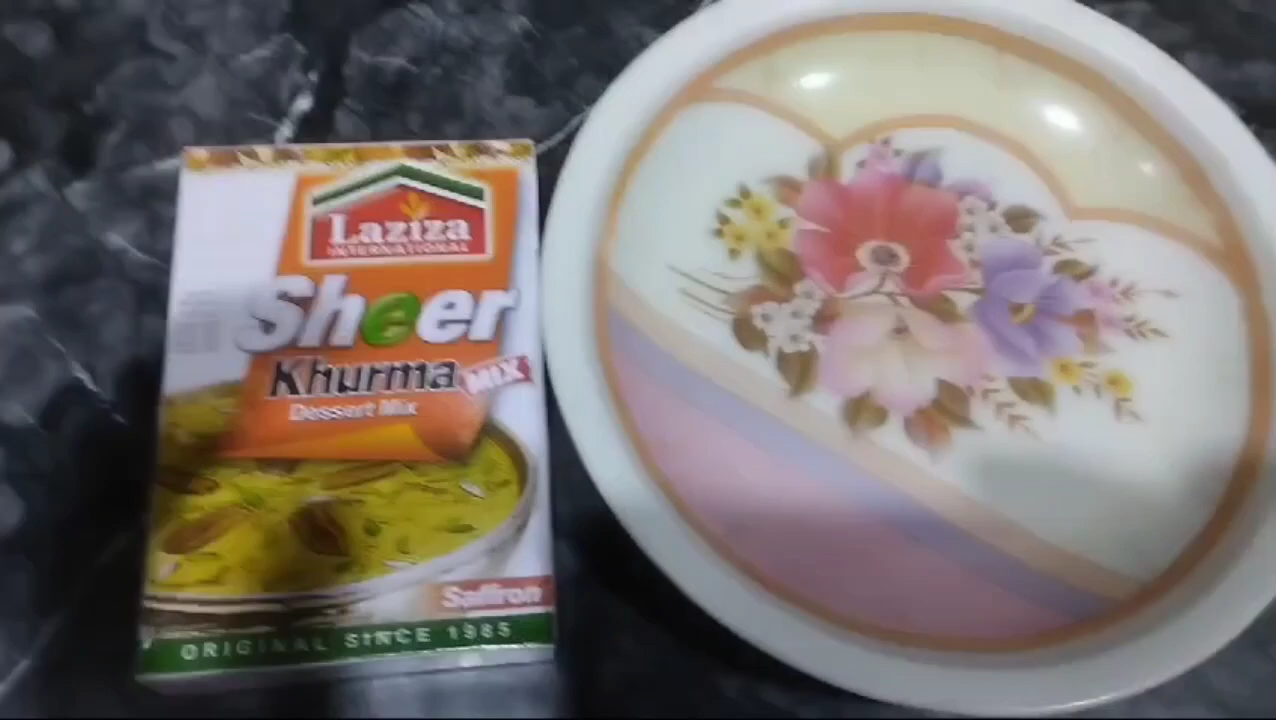 Laziza
INTERNATIONAL
Sheer
Khurma MIX
Dessert Mix
Saffron
ORIGINAL SINCE 1985